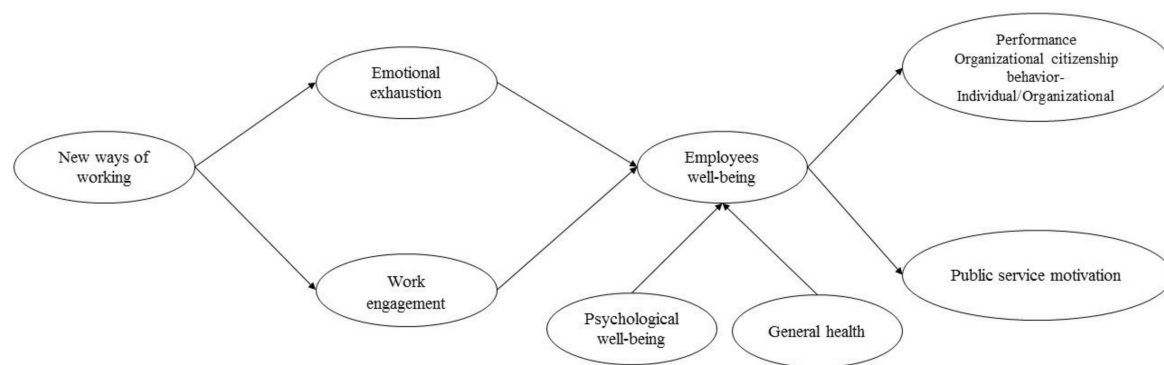 New ways of
working
Emotional
exhaustion
Work
engagement
Employees
well-being
Psychological
well-being
General health
Performance
Organizational citizenship
behavior-
Individual/Organizational
Public service motivation